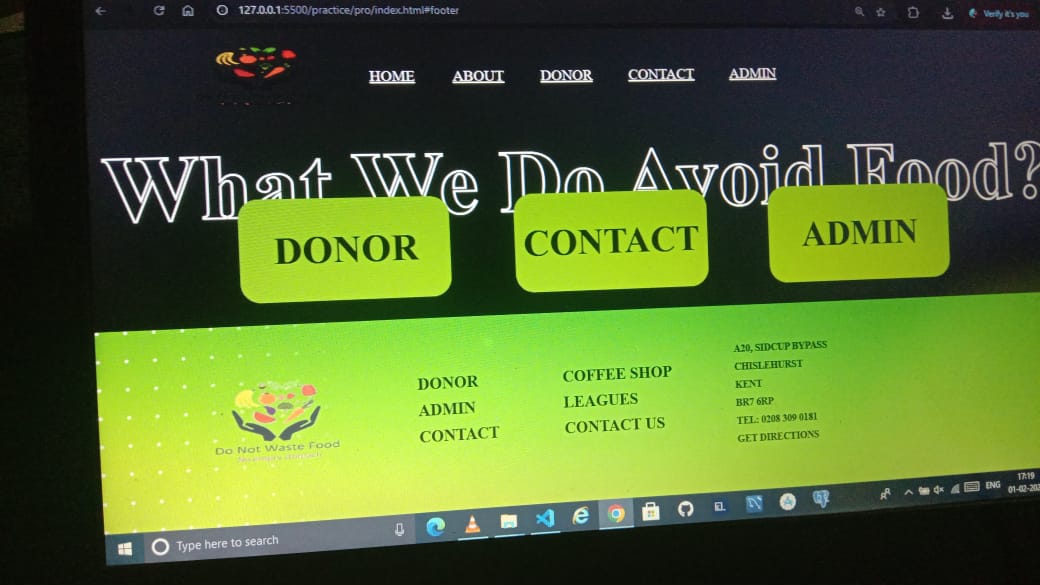 127.0.0.1:5500/practice/pro/index.html#footer
Verify it's you
HOME ABOUT DONOR CONTACT ADMIN
What We Do Avoid Food?
DONOR CONTACT ADMIN
DONOR
ADMIN
CONTACT
COFFEE SHOP
LEAGUES
CONTACT US
A20, SIDCUP BYPASS
CHISLEHURST
KENT
BR7 6RP
TEL: 0208 309 0181
GET DIRECTIONS
Do Not Waste Food
Type here to search
ENG
17:19
01-02-202